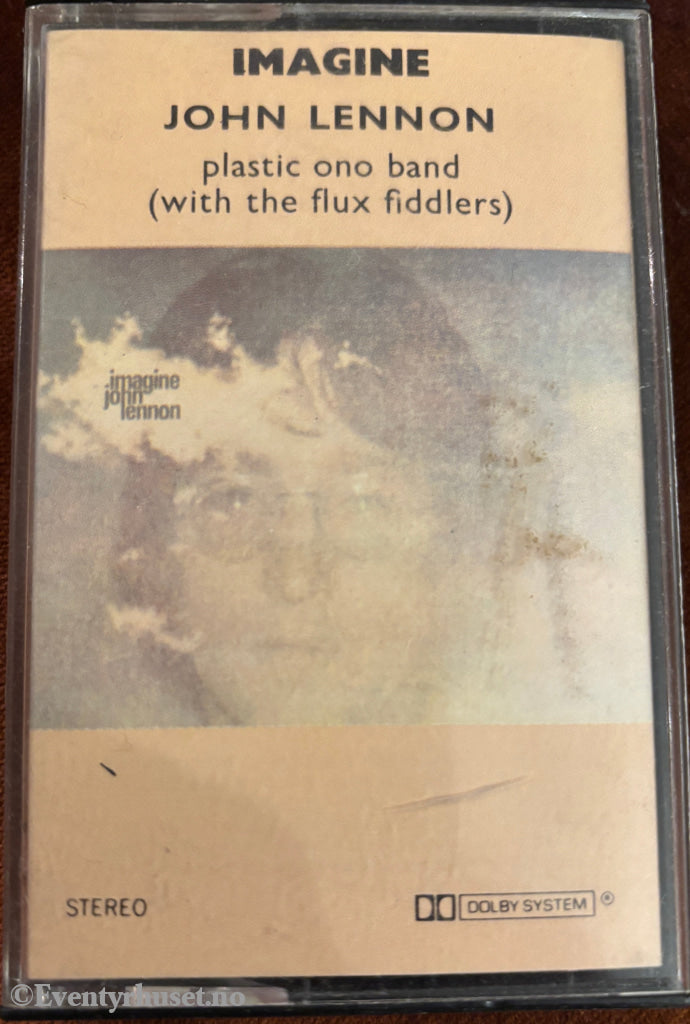 IMAGINE
JOHN LENNON
plastic ono band
(with the flux fiddlers)
imagine
john
lennon
STEREO
DOLBY SYSTEM ®
©Eventyrhuset.no